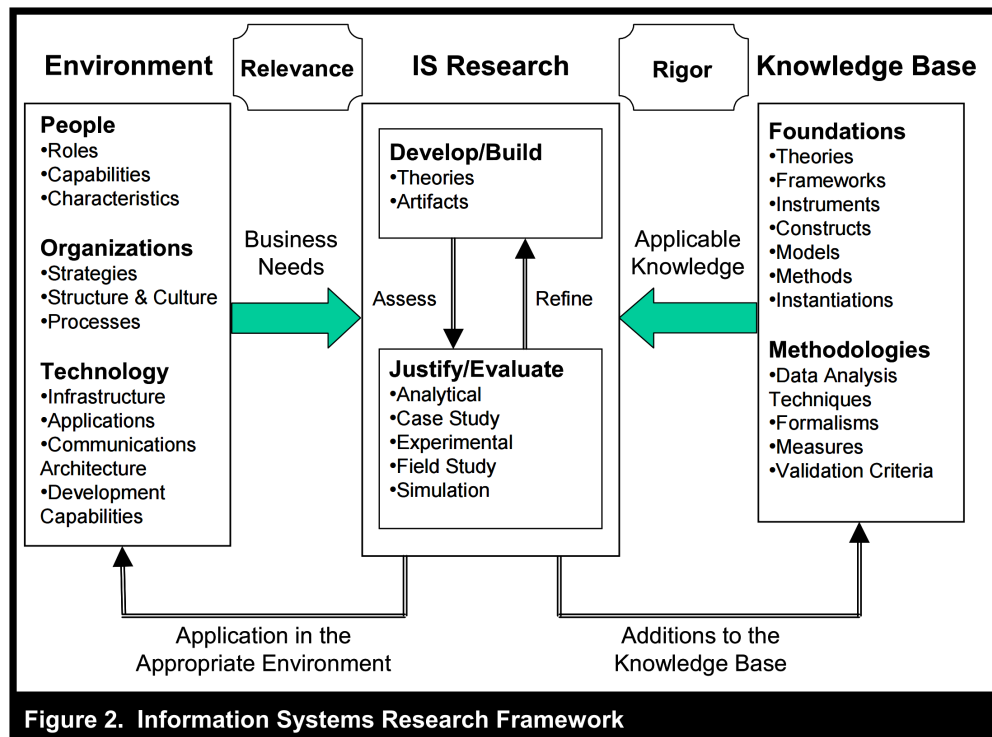 Environment
Relevance
IS Research
Rigor
Knowledge Base
People
•Roles
•Capabilities
•Characteristics
Organizations
•Strategies
•Structure & Culture
•Processes
Technology
•Infrastructure
•Applications
•Communications
Architecture
•Development
Capabilities
Business
Needs
Develop/Build
•Theories
•Artifacts
Assess
Refine
Justify/Evaluate
•Analytical
•Case Study
•Experimental
•Field Study
•Simulation
Applicable
Knowledge
Foundations
•Theories
•Frameworks
•Instruments
•Constructs
•Models
•Methods
•Instantiations
Methodologies
•Data Analysis
Techniques
•Formalisms
•Measures
•Validation Criteria
Application in the
Appropriate Environment
Additions to the
Knowledge Base
Figure 2. Information Systems Research Framework